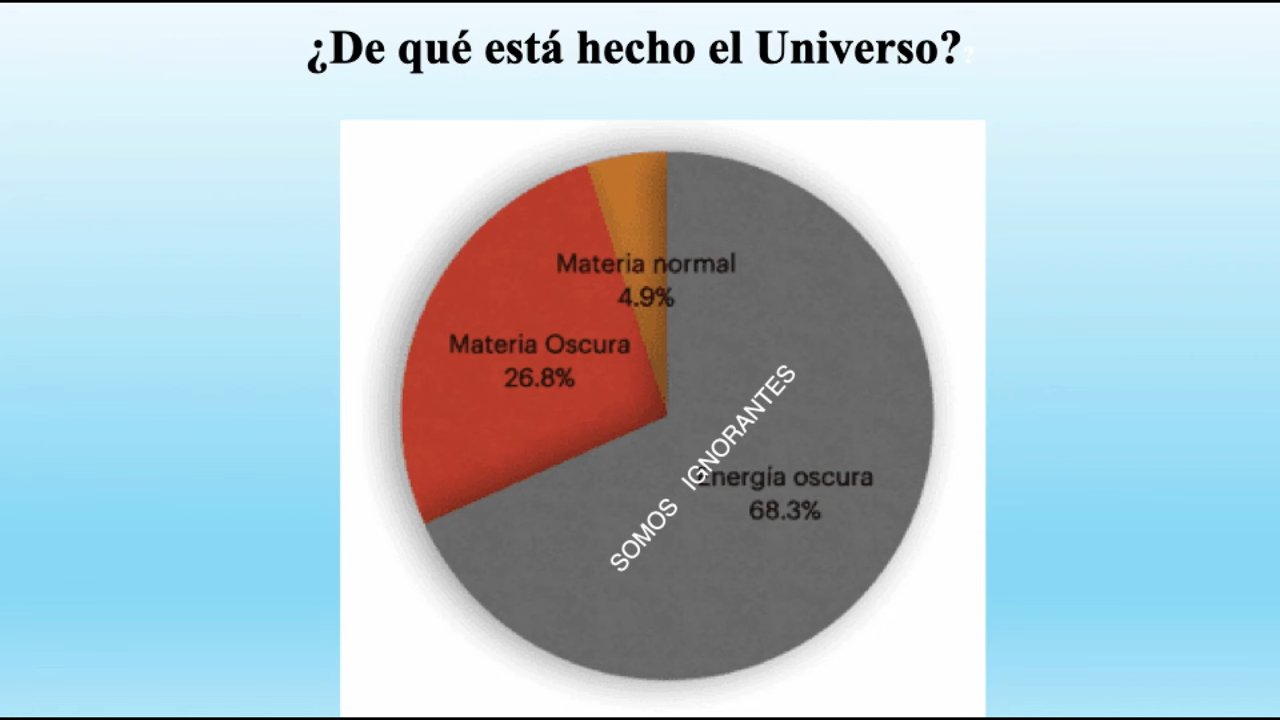 ¿De qué está hecho el Universo??
Materia normal
4.9%
Materia Oscura
26.8%
SOMOS IGNORANTES
Energía oscura
68.3%